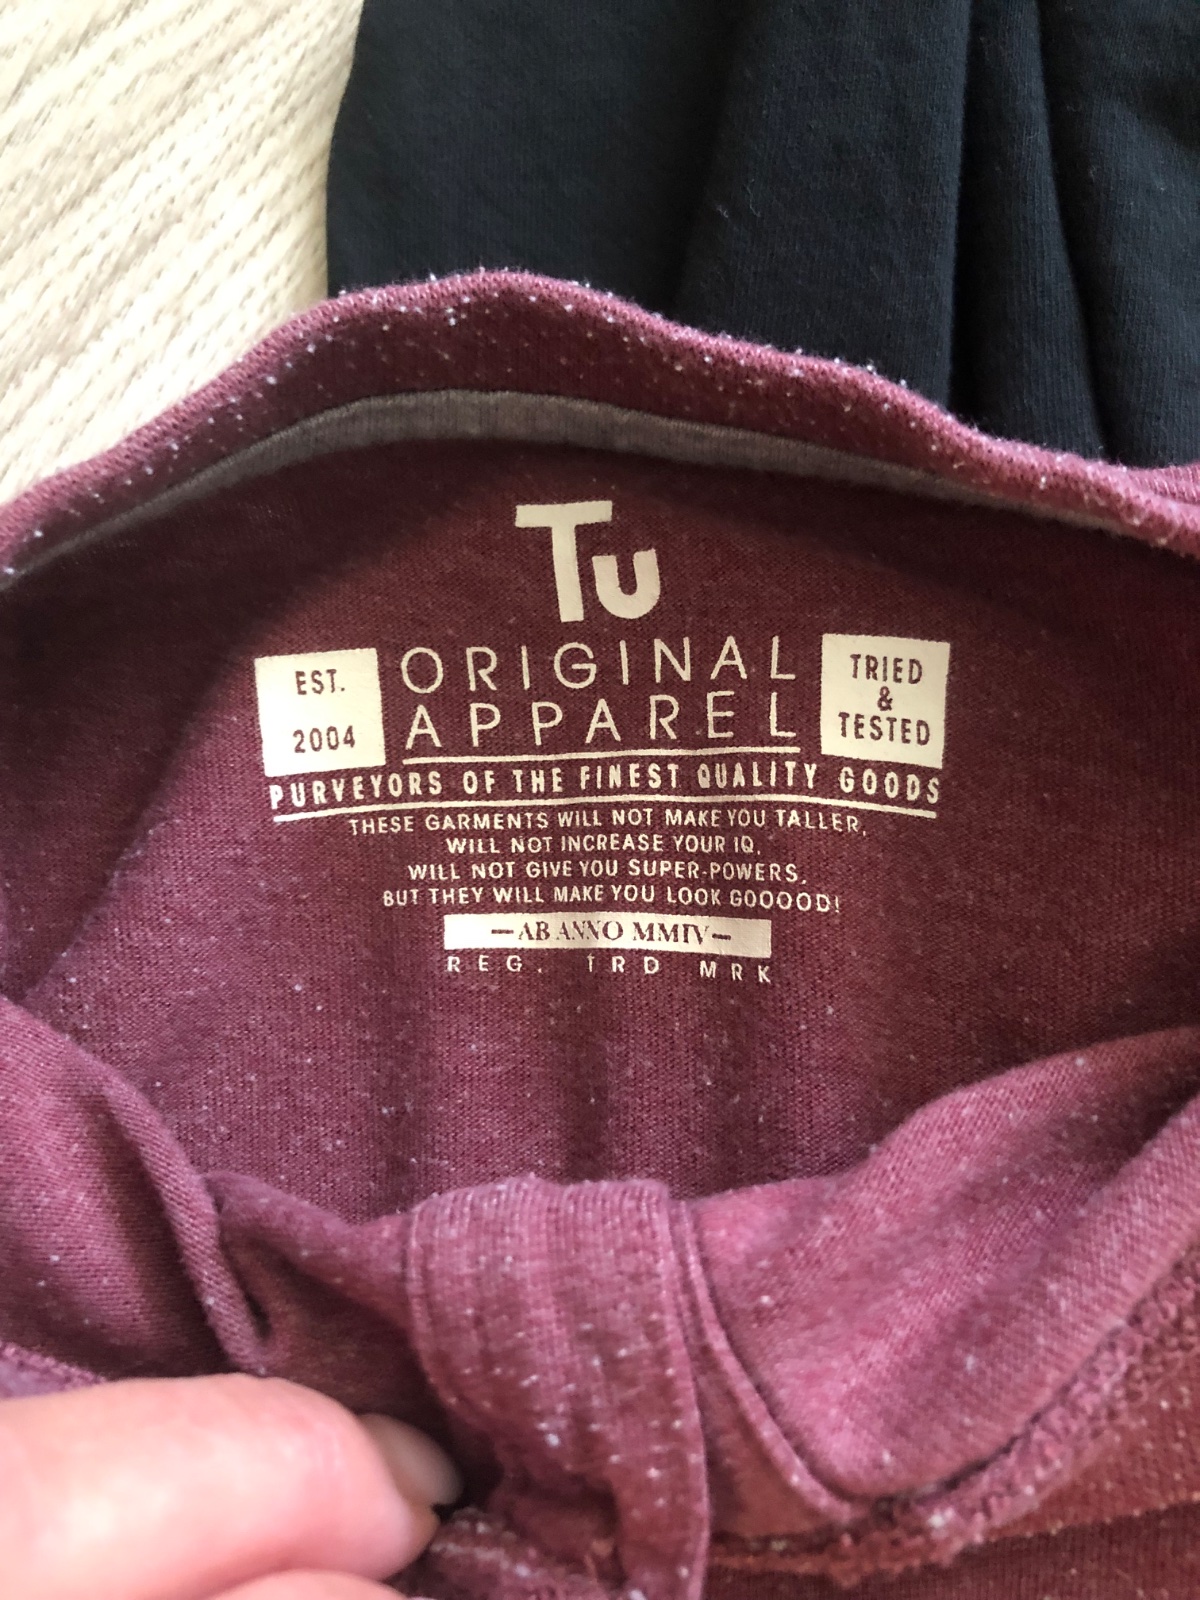 Tu
ORIGINAL
APPAREL
EST.
2004
TRIED
&
TESTED
PURVEYORS OF THE FINEST QUALITY GOODS
THESE GARMENTS WILL NOT MAKE YOU TALLER,
WILL NOT INCREASE YOUR IQ,
WILL NOT GIVE YOU SUPER-POWERS,
BUT THEY WILL MAKE YOU LOOK GOOOOD!
—AB ANNO MMIV—
REG. TRD MRK